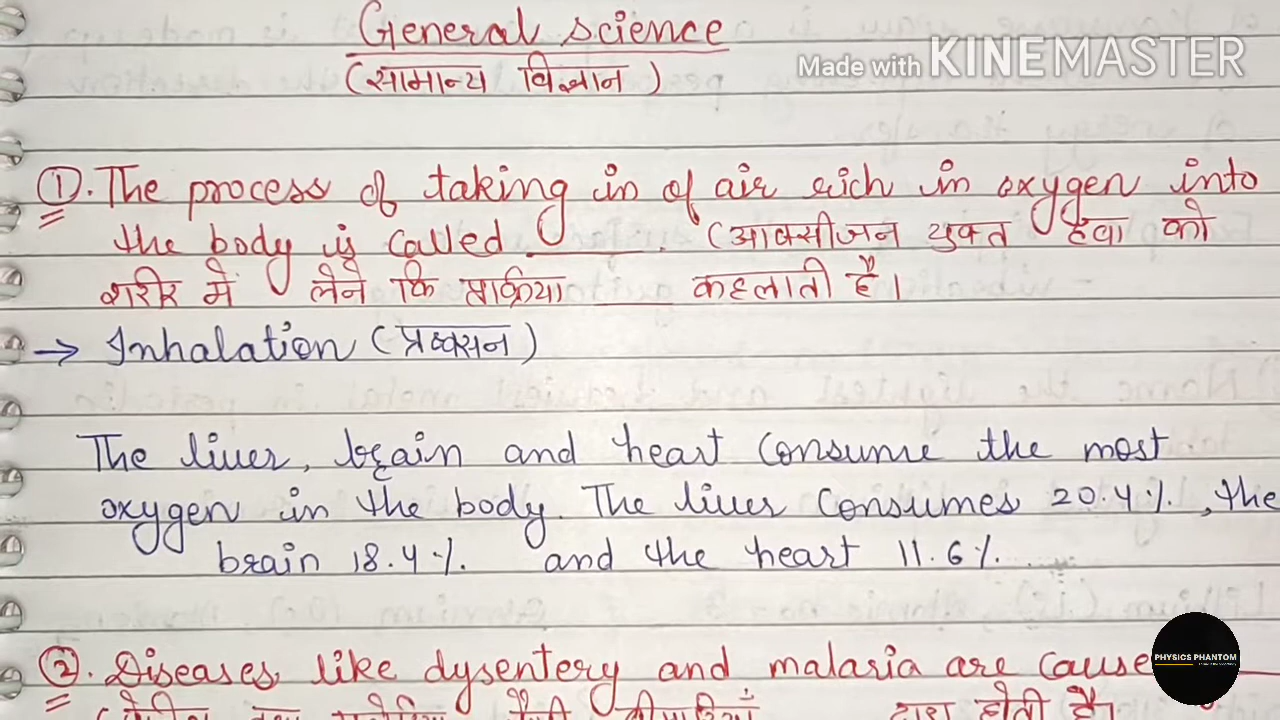 General science
(सामान्य विज्ञान)
Made with KINEMASTER
①. The process of taking in of air rich in oxygen into
the body is called ______. (आक्सीजन युक्त हवा को
शरीर में लेने कि प्रक्रिया कहलाती है।
→ Inhalation (प्रश्वसन)
The liver, brain and heart consume the most
oxygen in the body. The liver consumes 20.4%, the
brain 18.4% and the heart 11.6%.
②. Diseases like dysentery and malaria are cause
PHYSICS PHANTOM
जैसी बीमारियाँ द्वारा होती है।